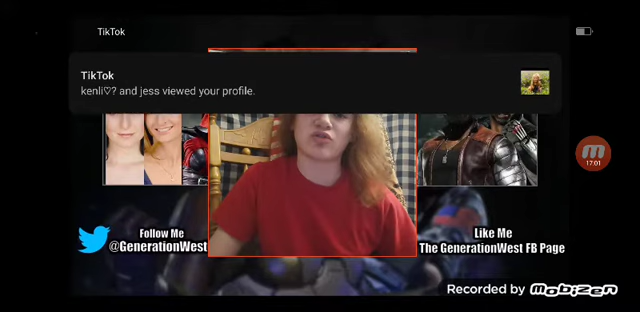 TikTok
TikTok
kenli♡? and jess viewed your profile.
17:01
Follow Me
@GenerationWest
Like Me
The GenerationWest FB Page
Recorded by mobizen